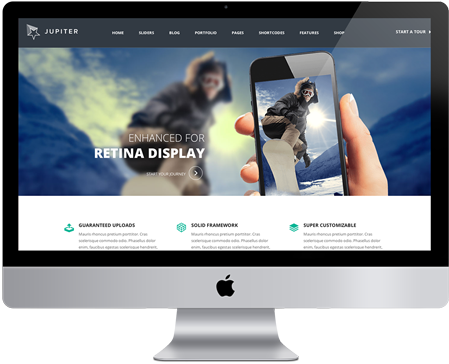 JUPITER
HOME SLIDERS BLOG PORTFOLIO PAGES SHORTCODES FEATURES SHOP
START A TOUR
ENHANCED FOR
RETINA DISPLAY
START YOUR JOURNEY
GUARANTEED UPLOADS
Mauris rhoncus pretium porttitor. Cras
scelerisque commodo odio. Phasellus dolor
enim, faucibus egestas scelerisque hendrerit,
SOLID FRAMEWORK
Mauris rhoncus pretium porttitor. Cras
scelerisque commodo odio. Phasellus dolor
enim, faucibus egestas scelerisque hendrerit,
SUPER CUSTOMIZABLE
Mauris rhoncus pretium porttitor. Cras
scelerisque commodo odio. Phasellus dolor
enim, faucibus egestas scelerisque hendrerit,